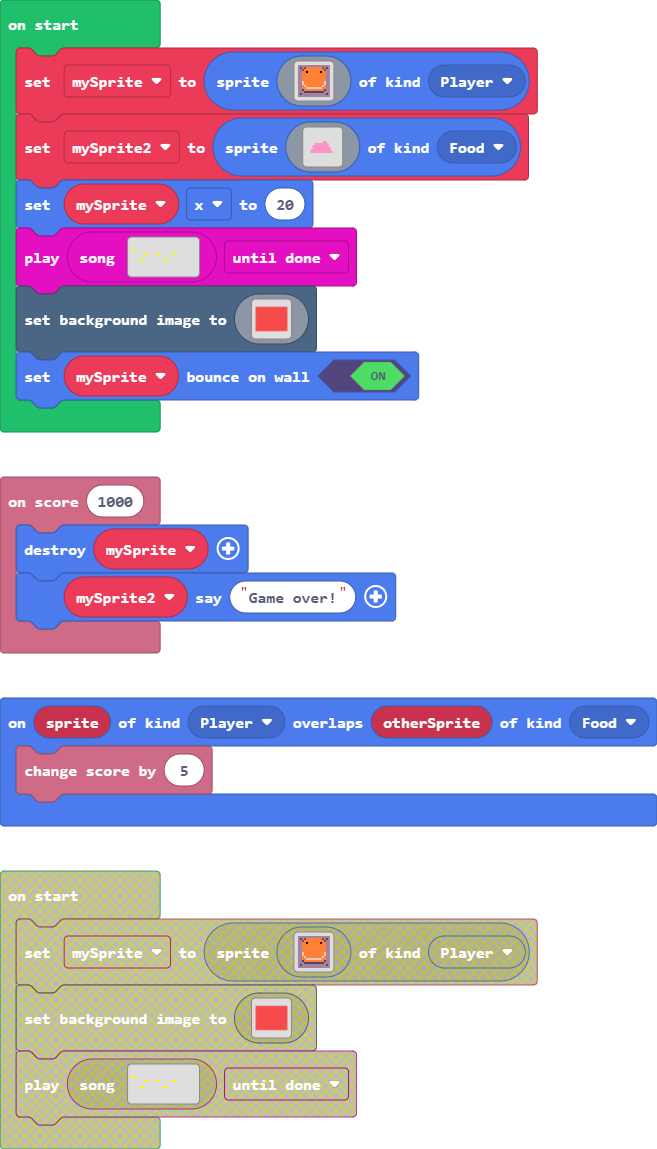 on start
set mySprite to sprite of kind Player
set mySprite2 to sprite of kind Food
set mySprite x to 20
play song until done
set background image to
set mySprite bounce on wall ON
on score 1000
destroy mySprite
mySprite2 say "Game over!"
on sprite of kind Player overlaps otherSprite of kind Food
change score by 5
on start
set mySprite to sprite of kind Player
set background image to
play song until done